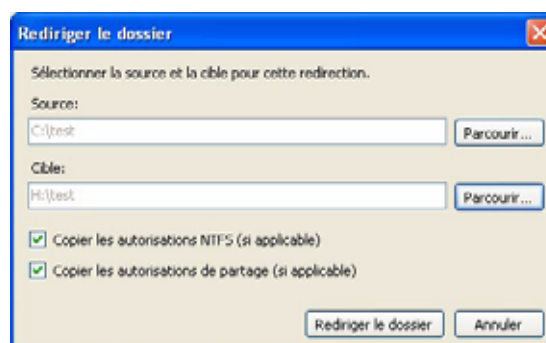 Rediriger le dossier
Sélectionner la source et la cible pour cette redirection.
Source:
C:\test
Parcourir...
Cible:
H:\test
Parcourir...
Copier les autorisations NTFS (si applicable)
Copier les autorisations de partage (si applicable)
Rediriger le dossier
Annuler